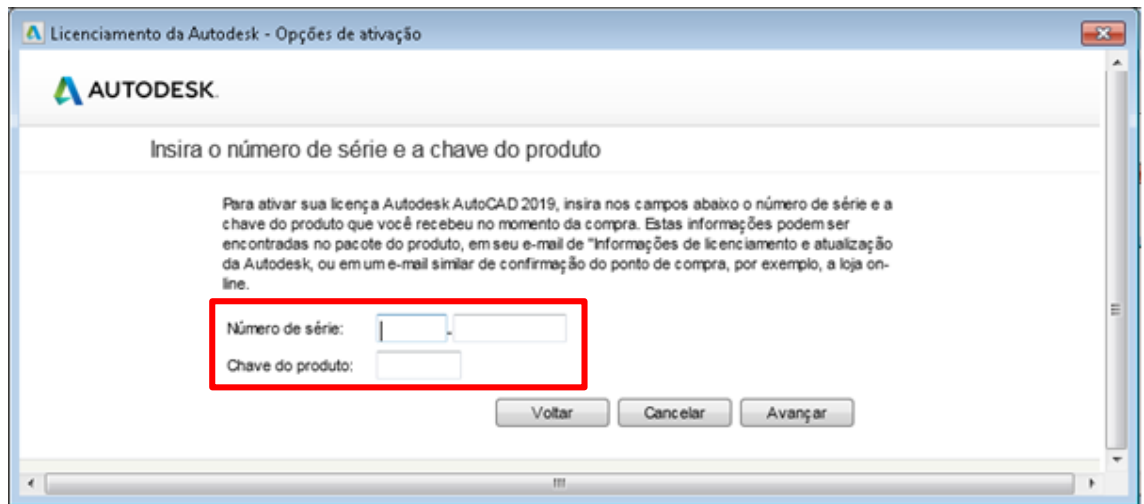 Licenciamento da Autodesk - Opções de ativação
AUTODESK.
Insira o número de série e a chave do produto
Para ativar sua licença Autodesk AutoCAD 2019, insira nos campos abaixo o número de série e a
chave do produto que você recebeu no momento da compra. Estas informações podem ser
encontradas no pacote do produto, em seu e-mail de "Informações de licenciamento e atualização
da Autodesk, ou em um e-mail similar de confirmação do ponto de compra, por exemplo, a loja on-
line.
Número de série: -
Chave do produto:
Voltar Cancelar Avançar